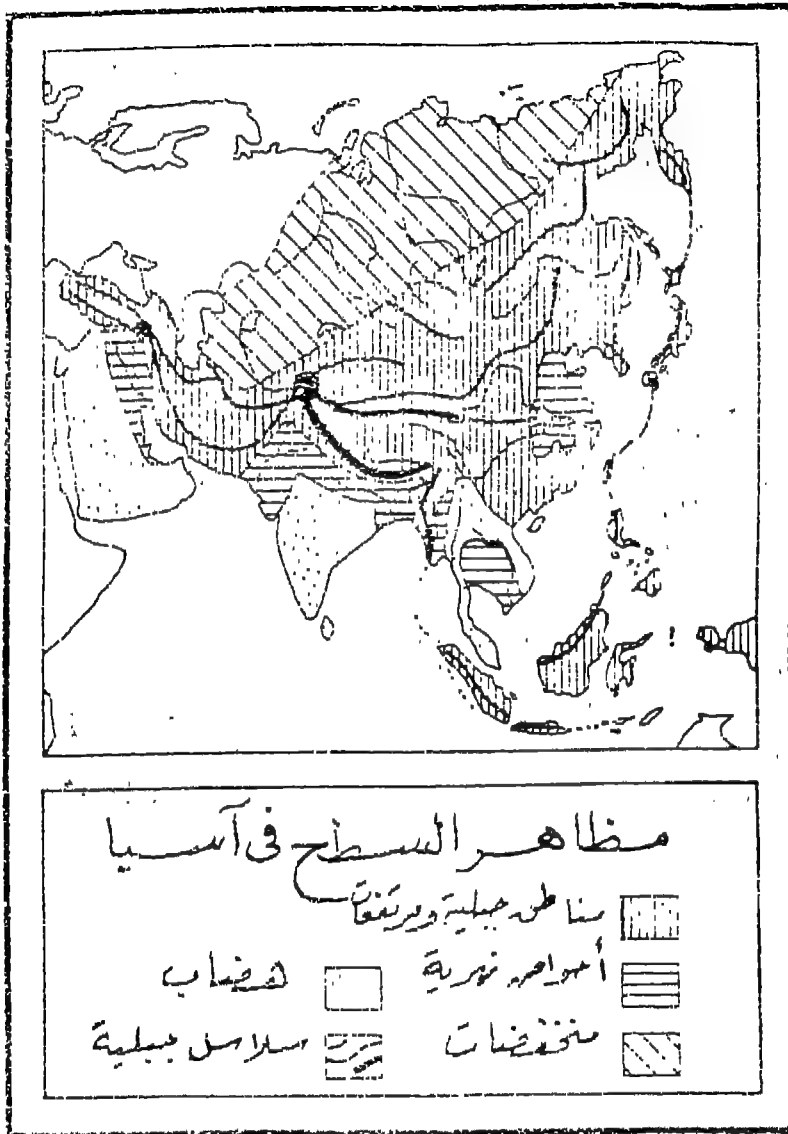 مظاهر السطح في آسيا
مناطق جبلية ومرتفعات
أحواض نهرية
هضاب
منخفضات
سلاسل جبلية